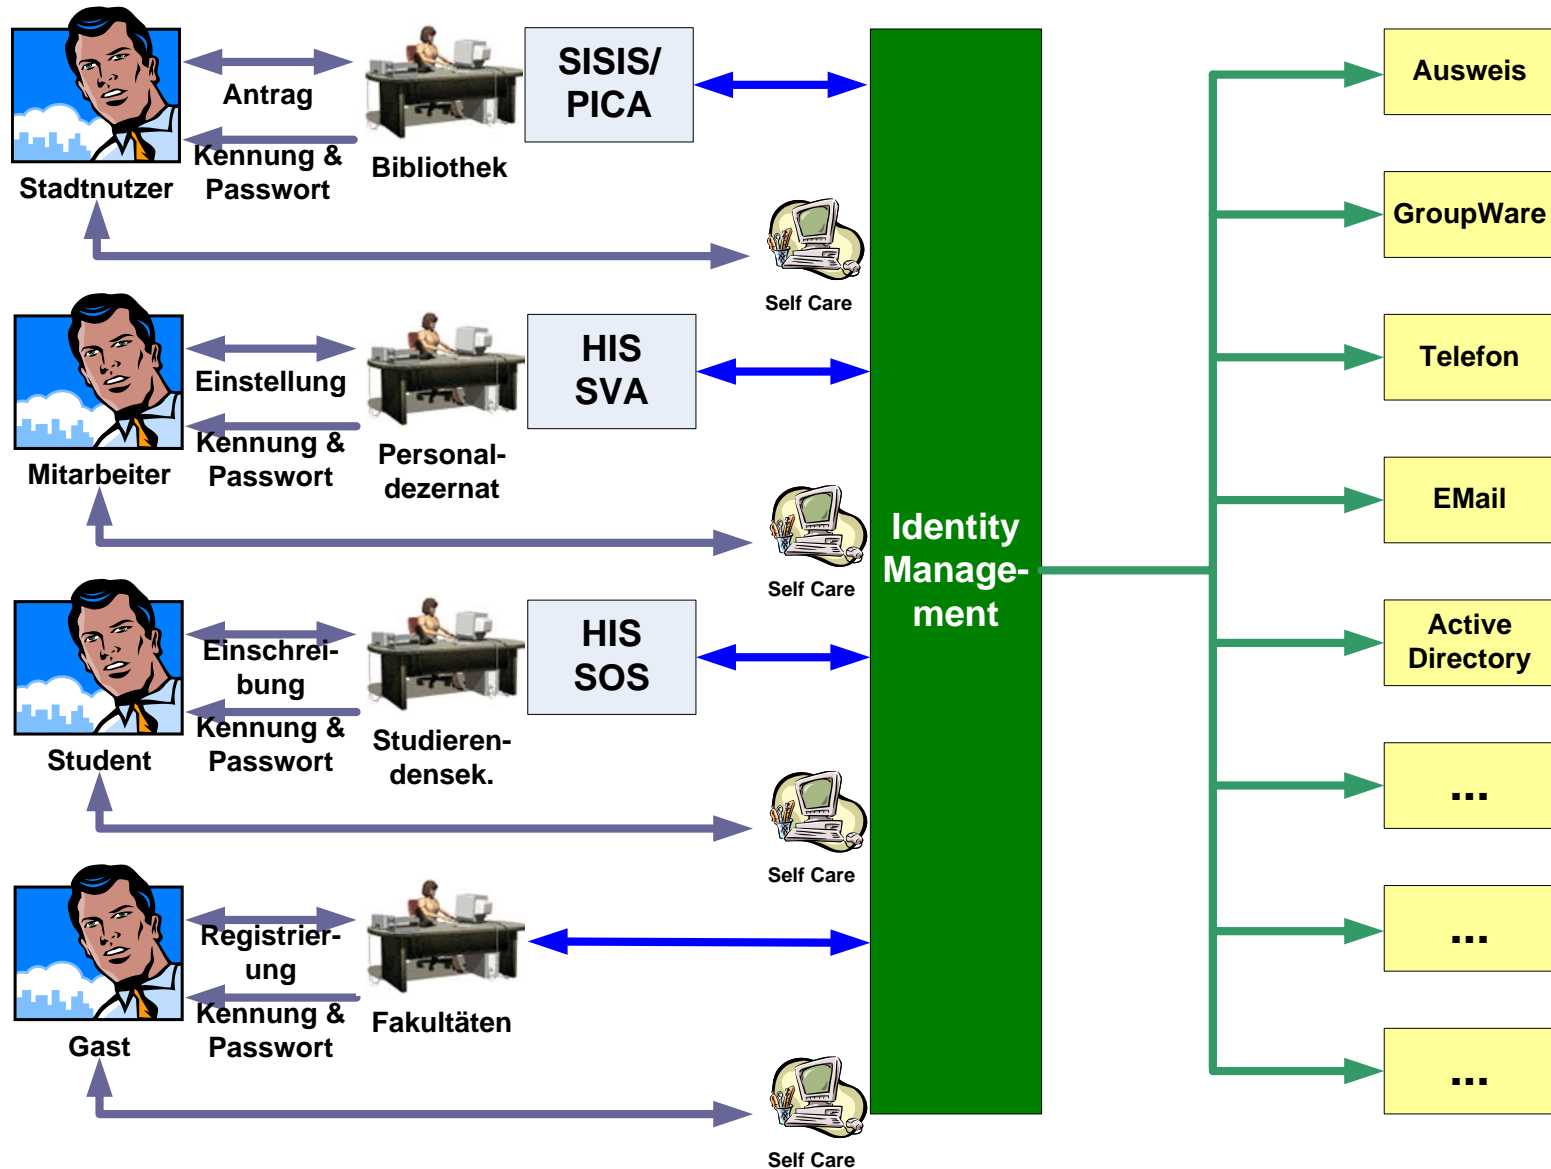 Antrag
Kennung &
Passwort
Stadtnutzer
Bibliothek
SISIS/
PICA
Self Care
Einstellung
Kennung &
Passwort
Mitarbeiter
Personal-
dezernat
HIS
SVA
Self Care
Einschrei-
bung
Kennung &
Passwort
Student
Studieren-
densek.
HIS
SOS
Self Care
Registrier-
ung
Kennung &
Passwort
Gast
Fakultäten
Self Care
Identity
Manage-
ment
Ausweis
GroupWare
Telefon
EMail
Active
Directory
...
...
...